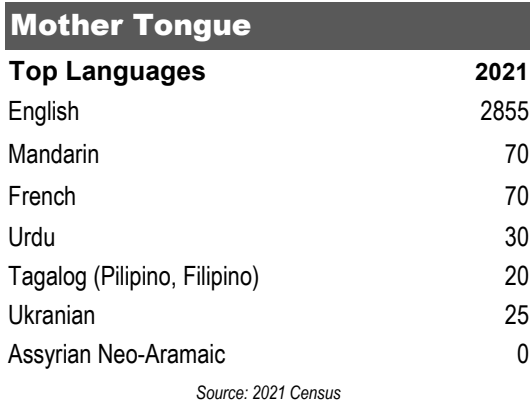 Mother Tongue
Top Languages 2021
English 2855
Mandarin 70
French 70
Urdu 30
Tagalog (Pilipino, Filipino) 20
Ukranian 25
Assyrian Neo-Aramaic 0
Source: 2021 Census